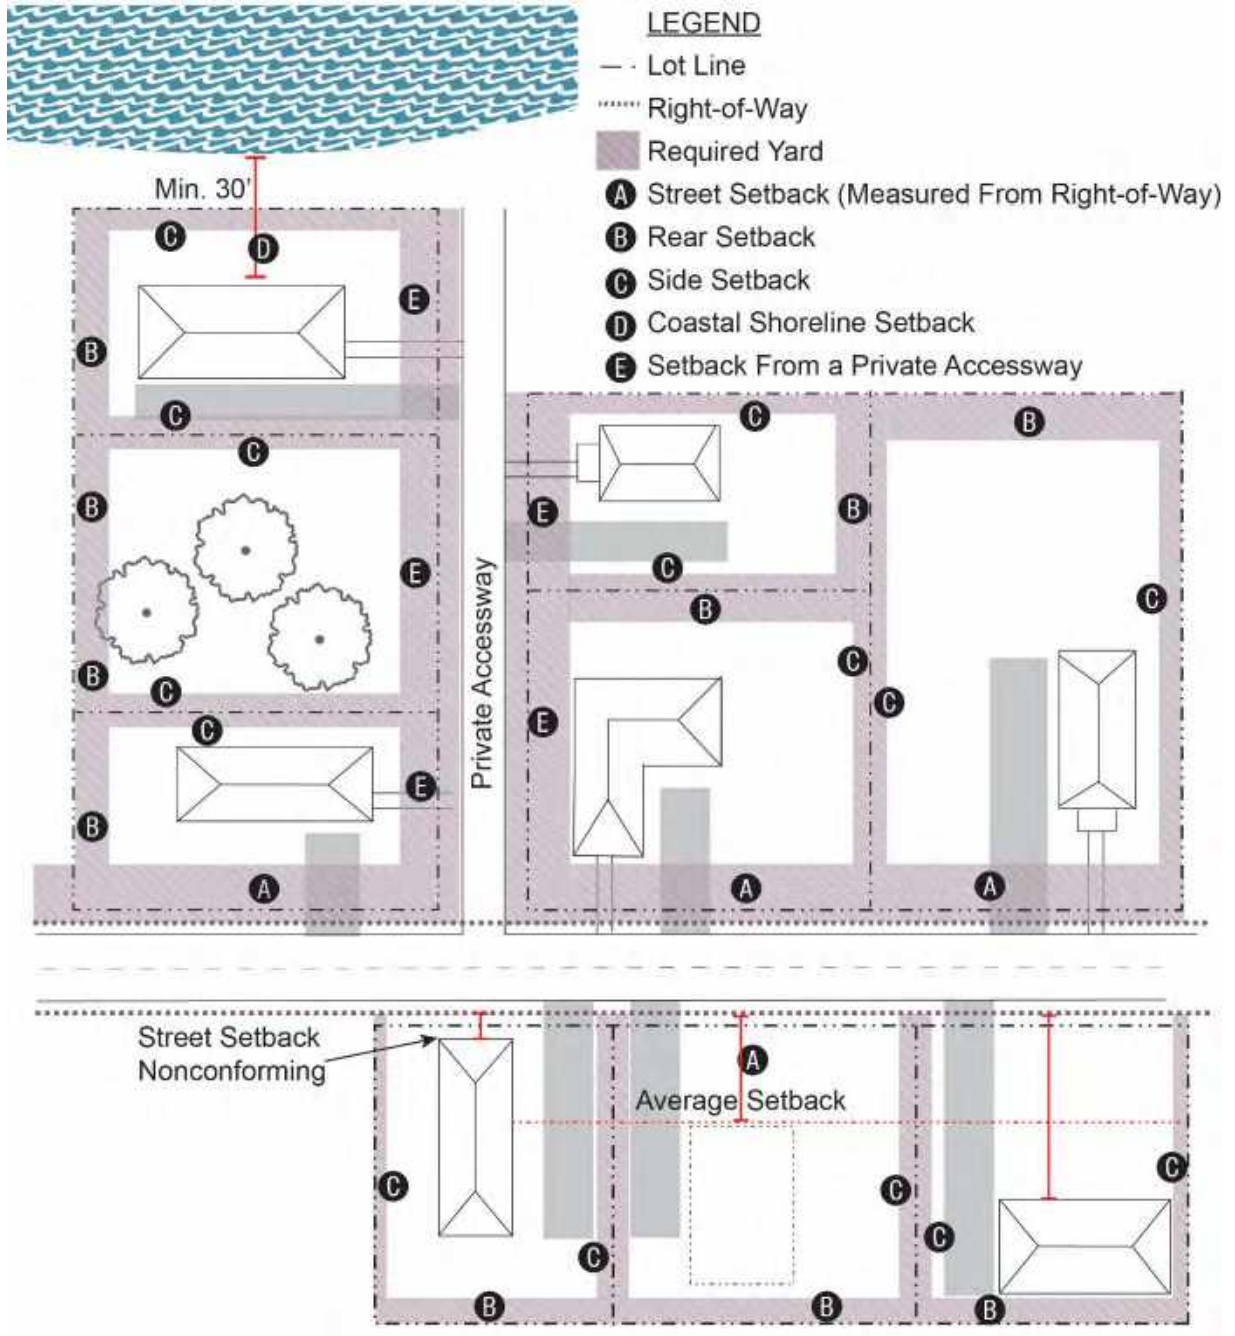 LEGEND
Lot Line
Right-of-Way
Required Yard
A Street Setback (Measured From Right-of-Way)
B Rear Setback
C Side Setback
D Coastal Shoreline Setback
E Setback From a Private Accessway
Min. 30'
C
D
E
B
C
C
B
E
B
C
C
E
B
A
Private Accessway
C
B
E
B
C
B
C
C
E
C
A
A
Street Setback
Nonconforming
A
Average Setback
C
C
C
C
C
B
B
B